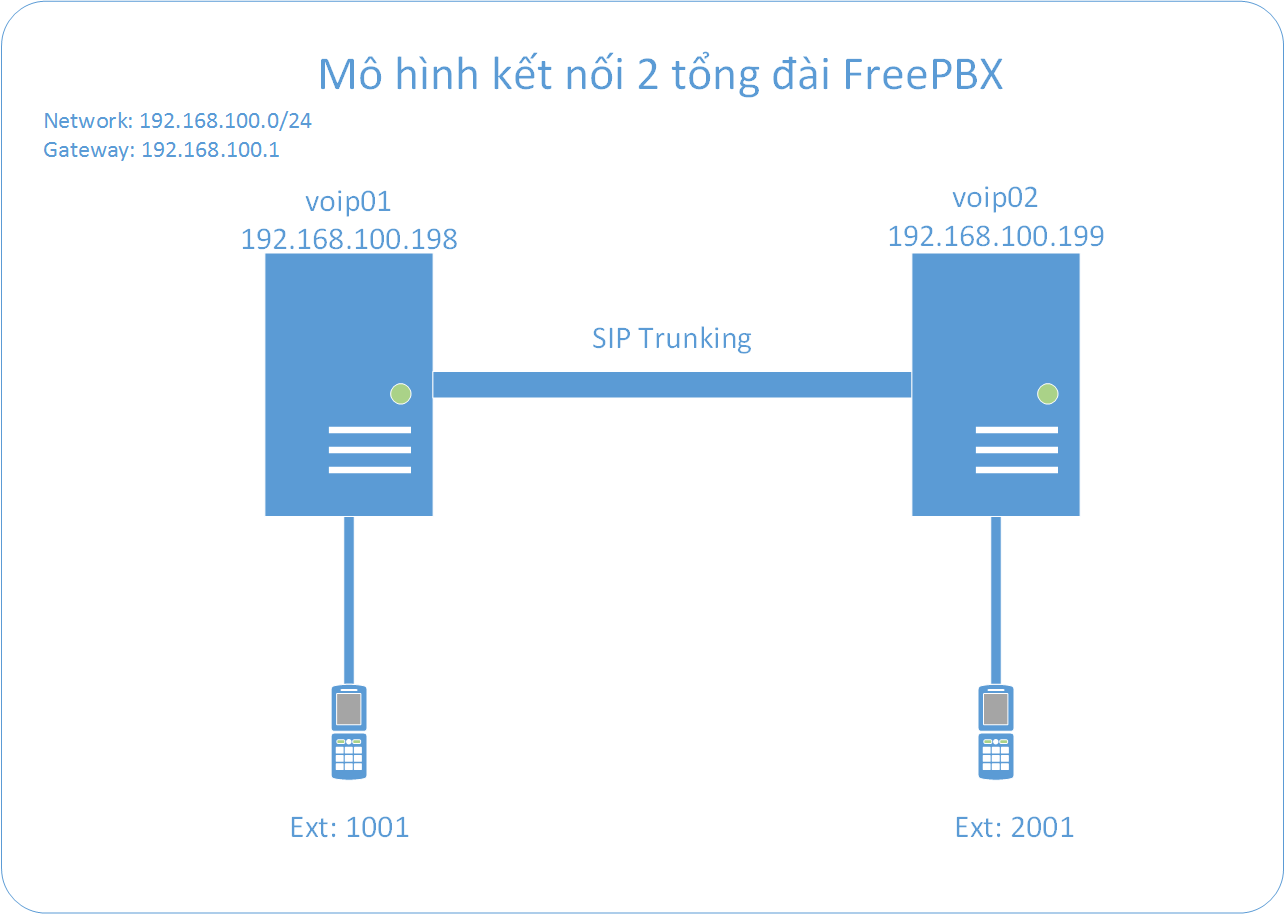 Mô hình kết nối 2 tổng đài FreePBX
Network: 192.168.100.0/24
Gateway: 192.168.100.1
voip01
192.168.100.198
voip02
192.168.100.199
SIP Trunking
Ext: 1001
Ext: 2001